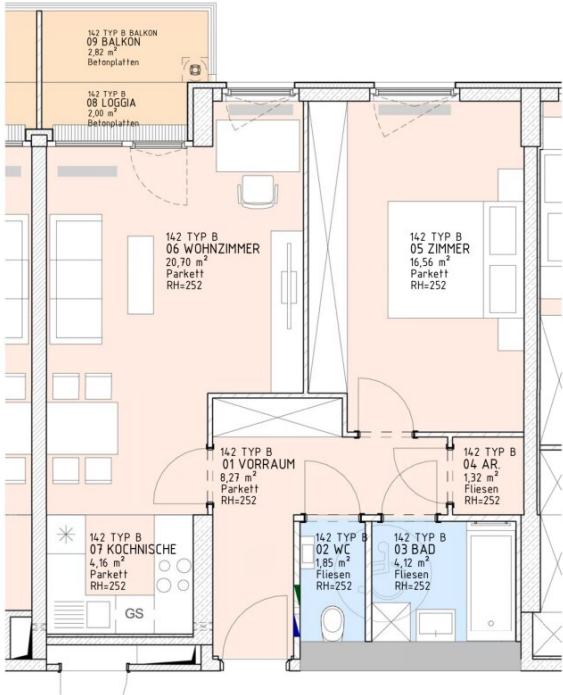 142 TYP B BALKON
09 BALKON
2,82 m²
Betonplatten
142 TYP B
08 LOGGIA
2,00 m²
Betonplatten
142 TYP B
06 WOHNZIMMER
20,70 m²
Parkett
RH=252
142 TYP B
05 ZIMMER
16,56 m²
Parkett
RH=252
142 TYP B
01 VORRAUM
8,27 m²
Parkett
RH=252
142 TYP B
04 AR.
1,32 m²
Fliesen
RH=252
142 TYP B
07 KOCHNISCHE
4,16 m²
Parkett
RH=252
GS
142 TYP B
02 WC
1,85 m²
Fliesen
RH=252
142 TYP B
03 BAD
4,12 m²
Fliesen
RH=252